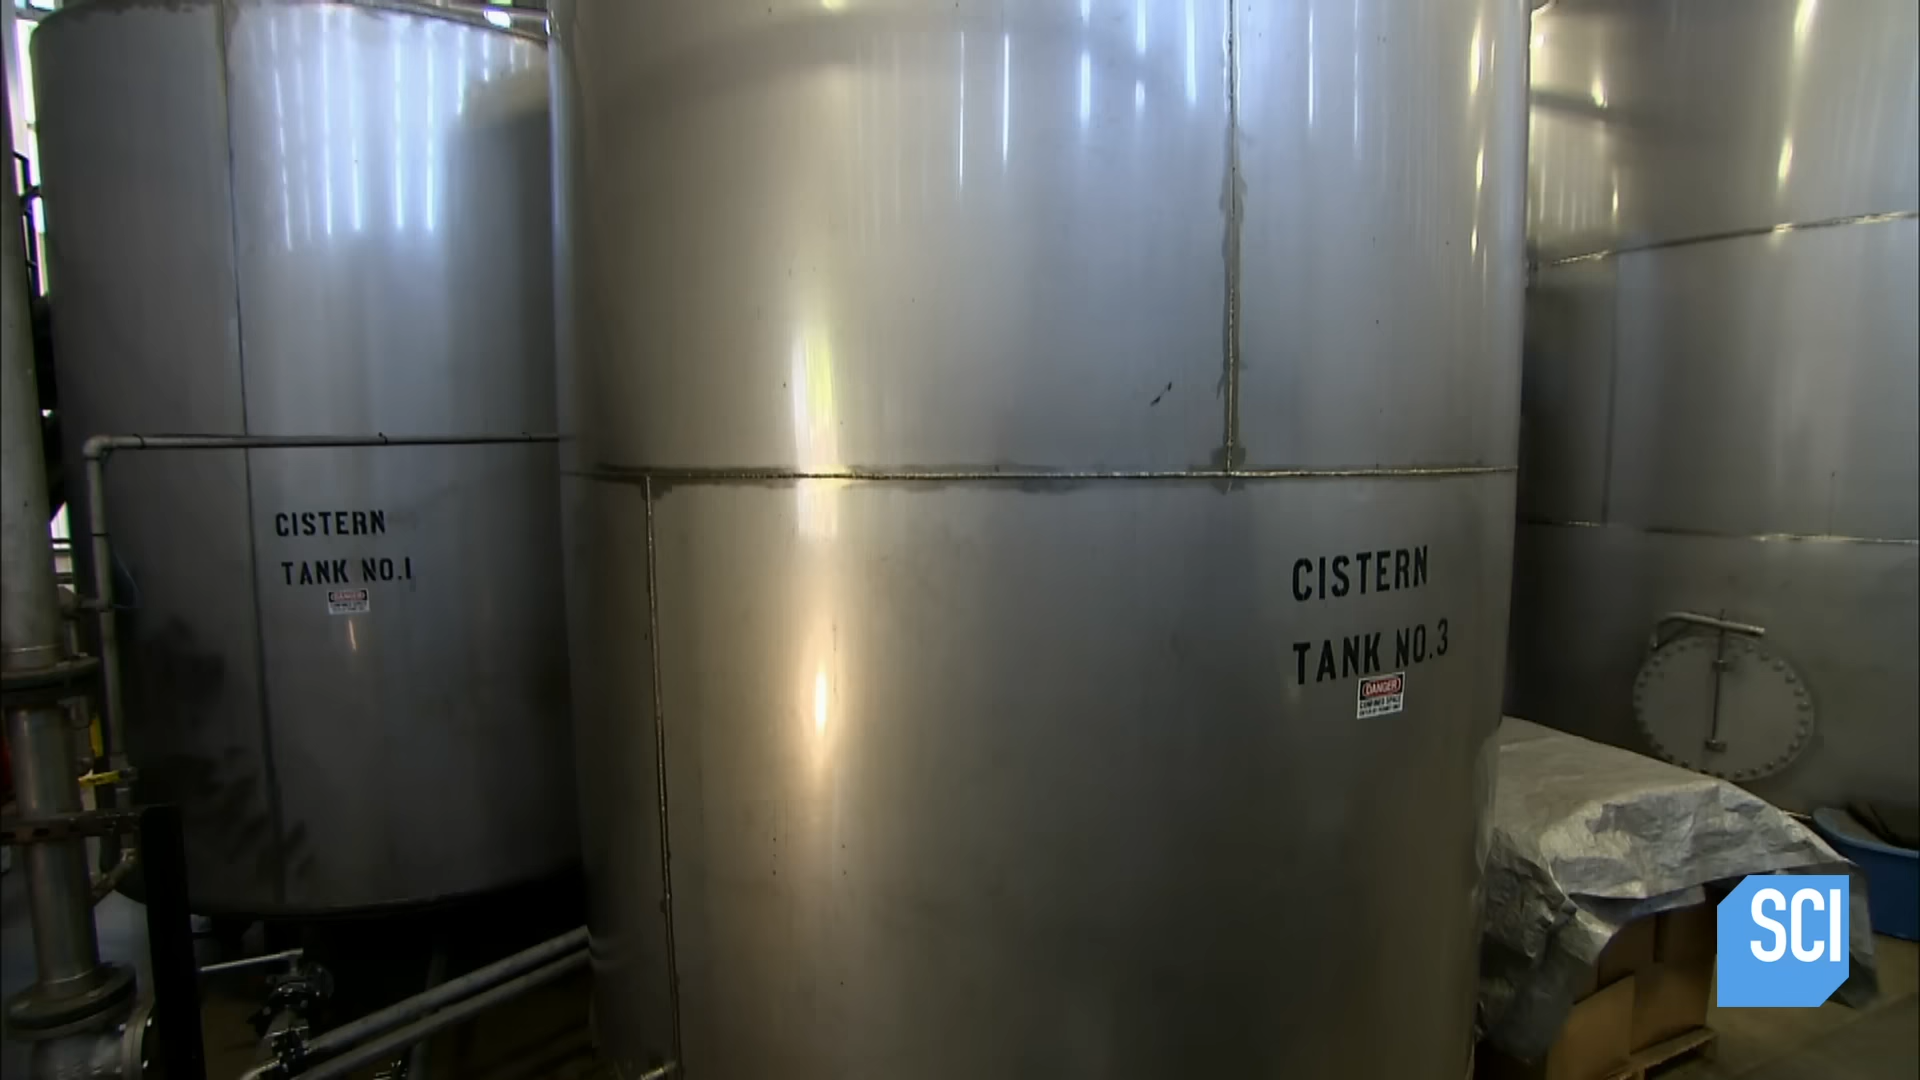 CISTERN
TANK NO.1
DANGER
CISTERN
TANK NO.3
DANGER
CONFINED SPACE
SCI